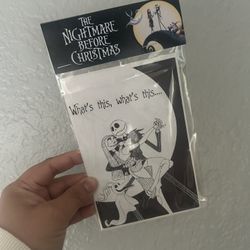 THE
NIGHTMARE
BEFORE
CHRISTMAS
What's this, what's this....